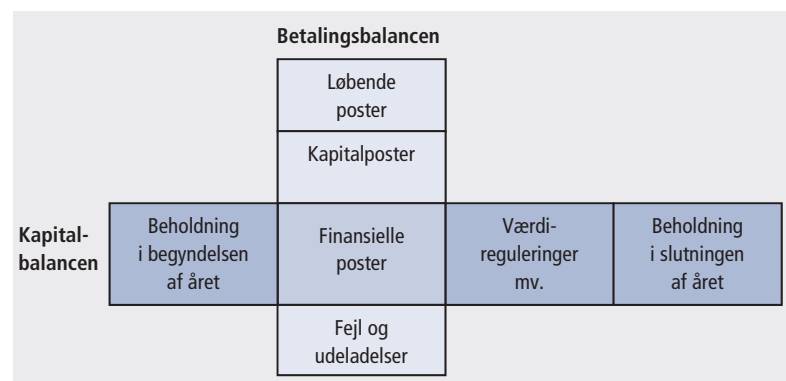 Betalingsbalancen
Løbende
poster
Kapitalposter
Kapital-
balancen
Beholdning
i begyndelsen
af året
Finansielle
poster
Værdi-
reguleringer
mv.
Beholdning
i slutningen
af året
Fejl og
udeladelser